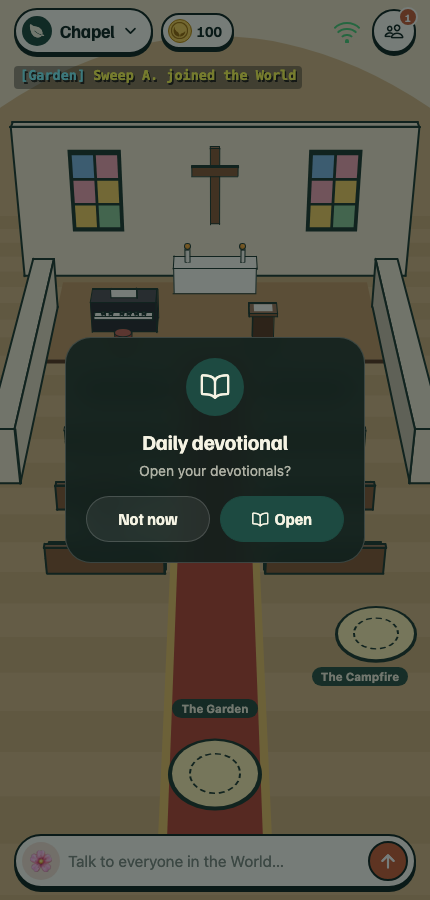 Chapel
100
1
[Garden] Sweep A. joined the World
Daily devotional
Open your devotionals?
Not now
Open
The Campfire
The Garden
Talk to everyone in the World...